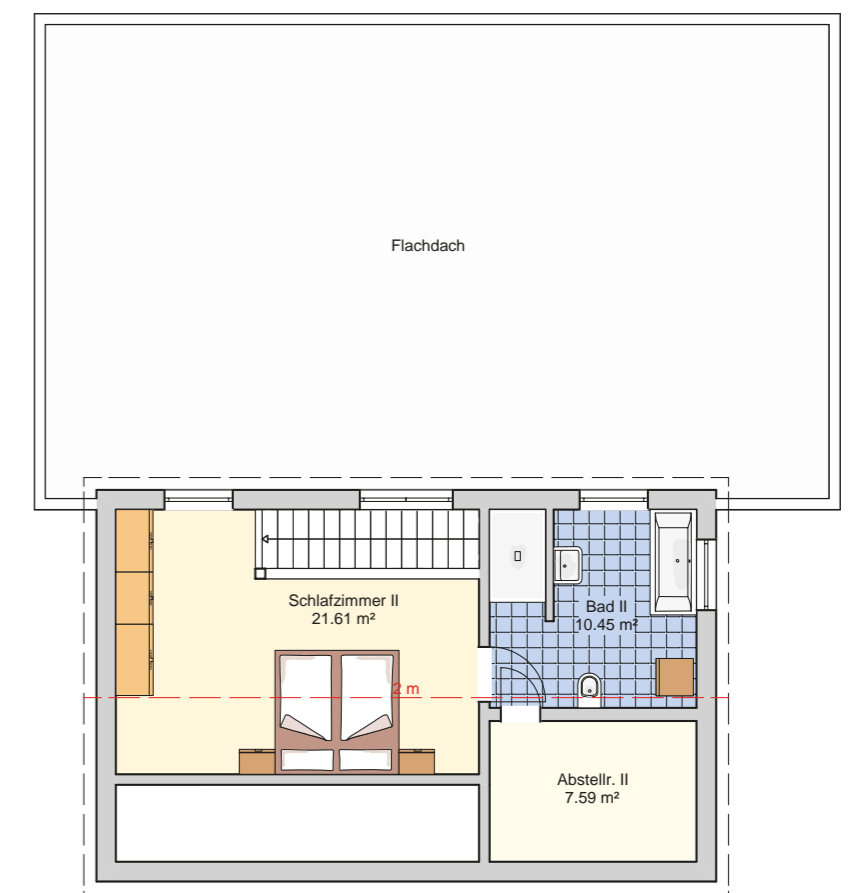 Flachdach
Schlafzimmer II
21.61 m²
Bad II
10.45 m²
2 m
Abstellr. II
7.59 m²